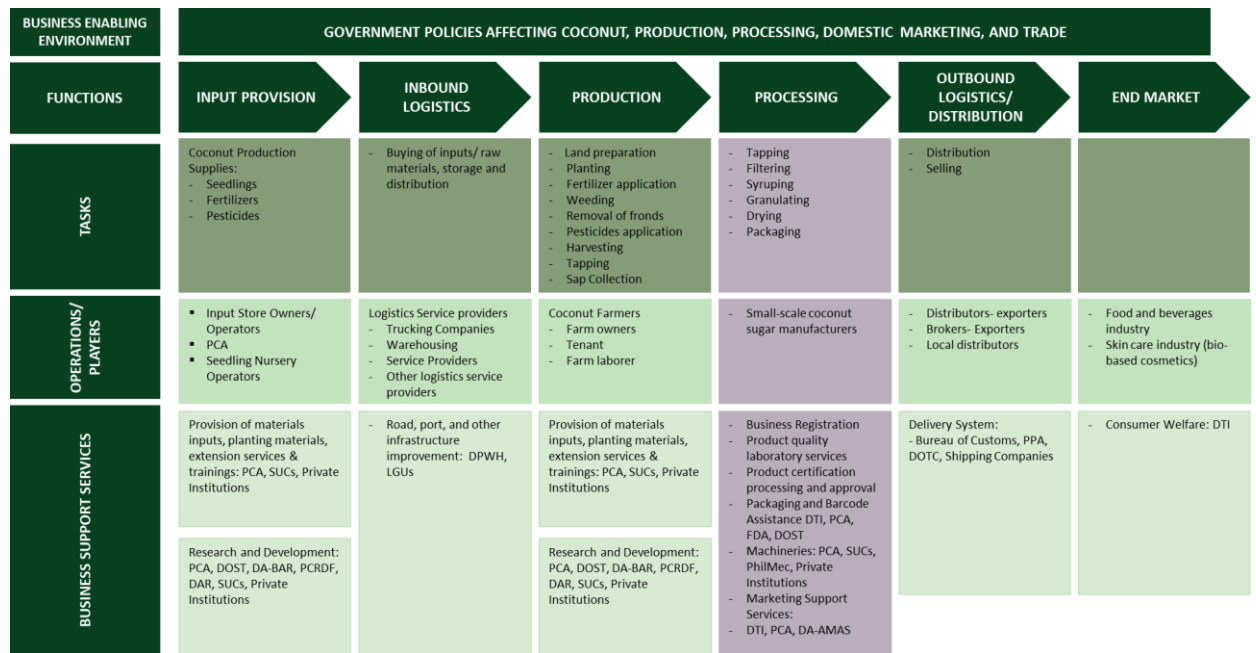 BUSINESS ENABLING
ENVIRONMENT
GOVERNMENT POLICIES AFFECTING COCONUT, PRODUCTION, PROCESSING, DOMESTIC MARKETING, AND TRADE
FUNCTIONS
INPUT PROVISION
INBOUND
LOGISTICS
PRODUCTION
PROCESSING
OUTBOUND
LOGISTICS/
DISTRIBUTION
END MARKET
TASKS
Coconut Production
Supplies:
- Seedlings
- Fertilizers
- Pesticides
- Buying of inputs/ raw
materials, storage and
distribution
- Land preparation
- Planting
- Fertilizer application
- Weeding
- Removal of fronds
- Pesticides application
- Harvesting
- Tapping
- Sap Collection
- Tapping
- Filtering
- Syruping
- Granulating
- Drying
- Packaging
- Distribution
- Selling
OPERATIONS/
PLAYERS
▪ Input Store Owners/
Operators
▪ PCA
▪ Seedling Nursery
Operators
Logistics Service providers
- Trucking Companies
- Warehousing
- Service Providers
- Other logistics service
providers
Coconut Farmers
- Farm owners
- Tenant
- Farm laborer
- Small-scale coconut
sugar manufacturers
- Distributors- exporters
- Brokers- Exporters
- Local distributors
- Food and beverages
industry
- Skin care industry (bio-
based cosmetics)
BUSINESS SUPPORT SERVICES
Provision of materials
inputs, planting materials,
extension services &
trainings: PCA, SUCs, Private
Institutions
Research and Development:
PCA, DOST, DA-BAR, PCRDF,
DAR, SUCs, Private
Institutions
- Road, port, and other
infrastructure
improvement: DPWH,
LGUs
Provision of materials
inputs, planting materials,
extension services &
trainings: PCA, SUCs, Private
Institutions
Research and Development:
PCA, DOST, DA-BAR, PCRDF,
DAR, SUCs, Private
Institutions
- Business Registration
- Product quality
laboratory services
- Product certification
processing and approval
- Packaging and Barcode
Assistance DTI, PCA,
FDA, DOST
- Machineries: PCA, SUCs,
PhilMec, Private
Institutions
- Marketing Support
Services:
- DTI, PCA, DA-AMAS
Delivery System:
- Bureau of Customs, PPA,
DOTC, Shipping Companies
- Consumer Welfare: DTI